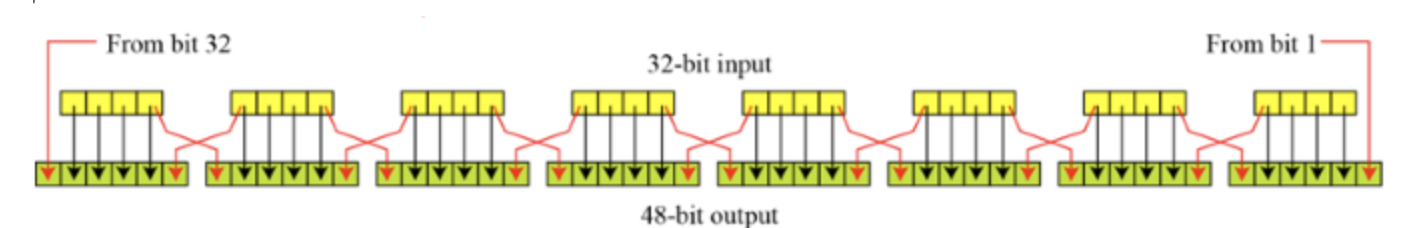 From bit 32
32-bit input
From bit 1
48-bit output